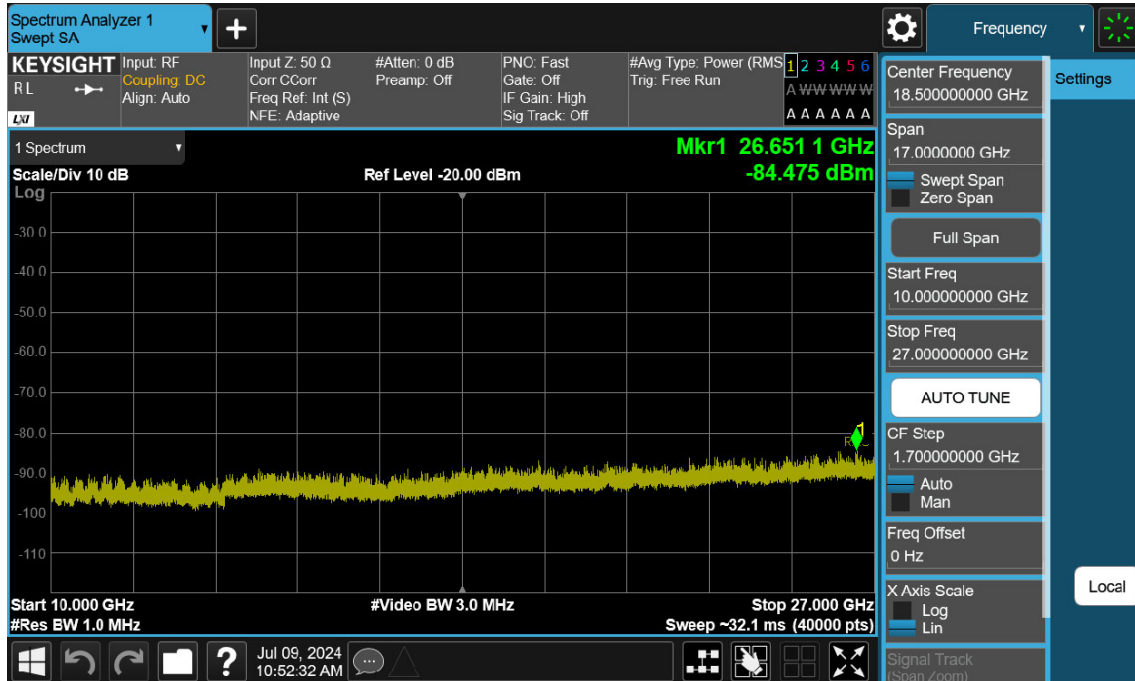 Spectrum Analyzer 1
Swept SA
Frequency
KEYSIGHT
R L
LXI
Input: RF
Coupling: DC
Align: Auto
Input Z: 50 Ω
Corr CCorr
Freq Ref: Int (S)
NFE: Adaptive
#Atten: 0 dB
Preamp: Off
PNO: Fast
Gate: Off
IF Gain: High
Sig Track: Off
#Avg Type: Power (RMS
Trig: Free Run
1 2 3 4 5 6
A W W W W W
A A A A A A
1 Spectrum
Scale/Div 10 dB
Ref Level -20.00 dBm
Mkr1 26.651 1 GHz
-84.475 dBm
Log
-30.0
-40.0
-50.0
-60.0
-70.0
-80.0
-90.0
-100
-110
1
Start 10.000 GHz
#Video BW 3.0 MHz
Stop 27.000 GHz
#Res BW 1.0 MHz
Sweep ~32.1 ms (40000 pts)
?
Jul 09, 2024
10:52:32 AM
Center Frequency
18.500000000 GHz
Span
17.0000000 GHz
Swept Span
Zero Span
Full Span
Start Freq
10.000000000 GHz
Stop Freq
27.000000000 GHz
AUTO TUNE
CF Step
1.700000000 GHz
Auto
Man
Freq Offset
0 Hz
X Axis Scale
Log
Lin
Signal Track
(Span Zoom)
Settings
Local